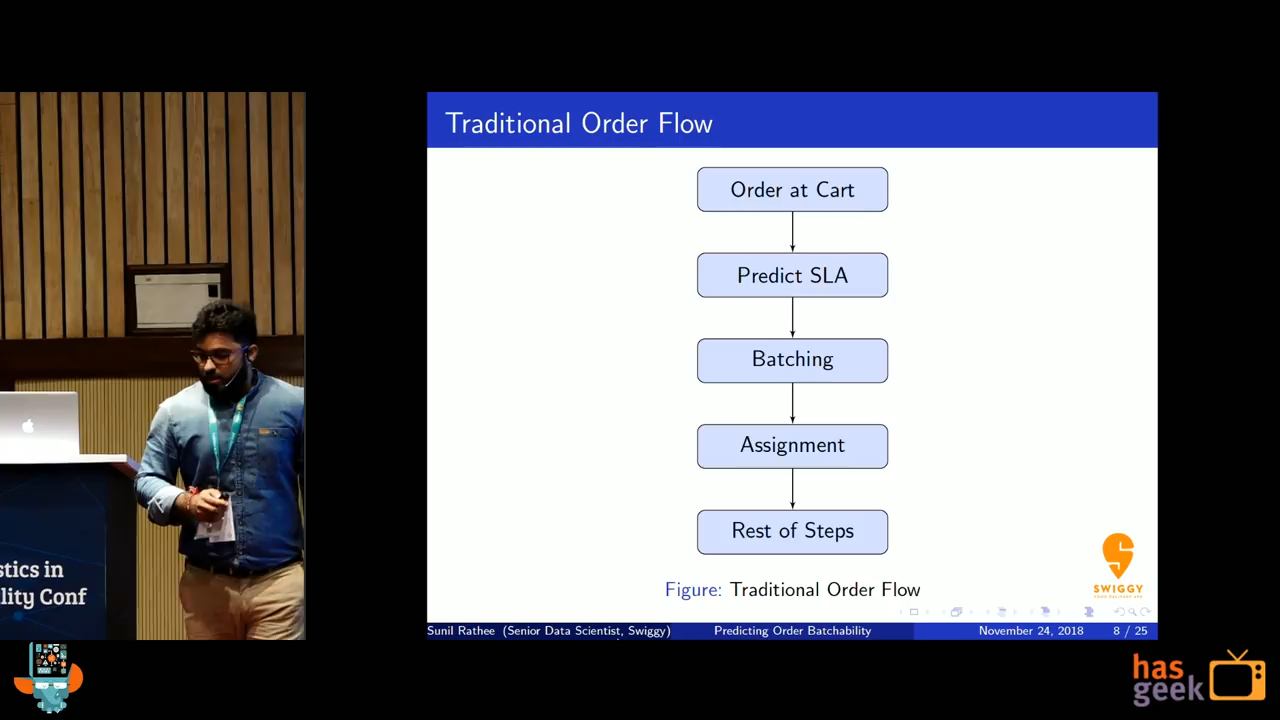 Traditional Order Flow
Order at Cart
Predict SLA
Batching
Assignment
Rest of Steps
Figure: Traditional Order Flow
SWIGGY
Sunil Rathee (Senior Data Scientist, Swiggy)
Predicting Order Batchability
November 24, 2018
8 / 25
stics in
lity Conf
has
geek